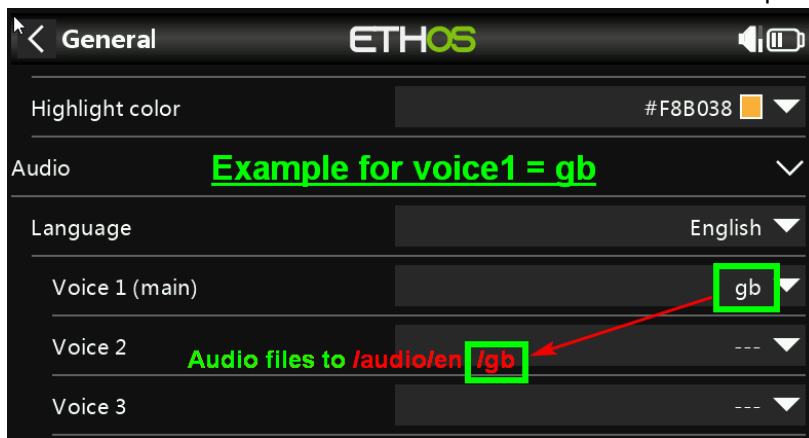 General ETHOS
Highlight color #F8B038
Audio Example for voice1 = gb
Language English
Voice 1 (main) gb
Voice 2 ---
Audio files to /audio/en /gb
Voice 3 ---